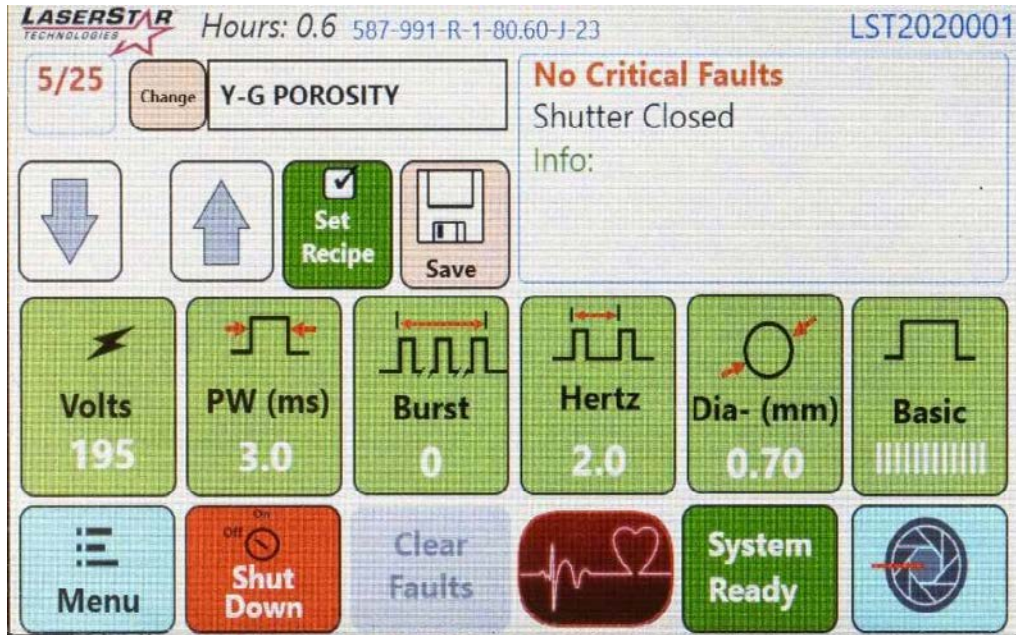 LASERSTAR
TECHNOLOGIES
Hours: 0.6 587-991-R-1-80.60-J-23
LST2020001
5/25
Change
Y-G POROSITY
No Critical Faults
Shutter Closed
Info:
Set
Recipe
Save
Volts
195
PW (ms)
3.0
Burst
0
Hertz
2.0
Dia- (mm)
0.70
Basic
Menu
On
Off
Shut
Down
Clear
Faults
System
Ready